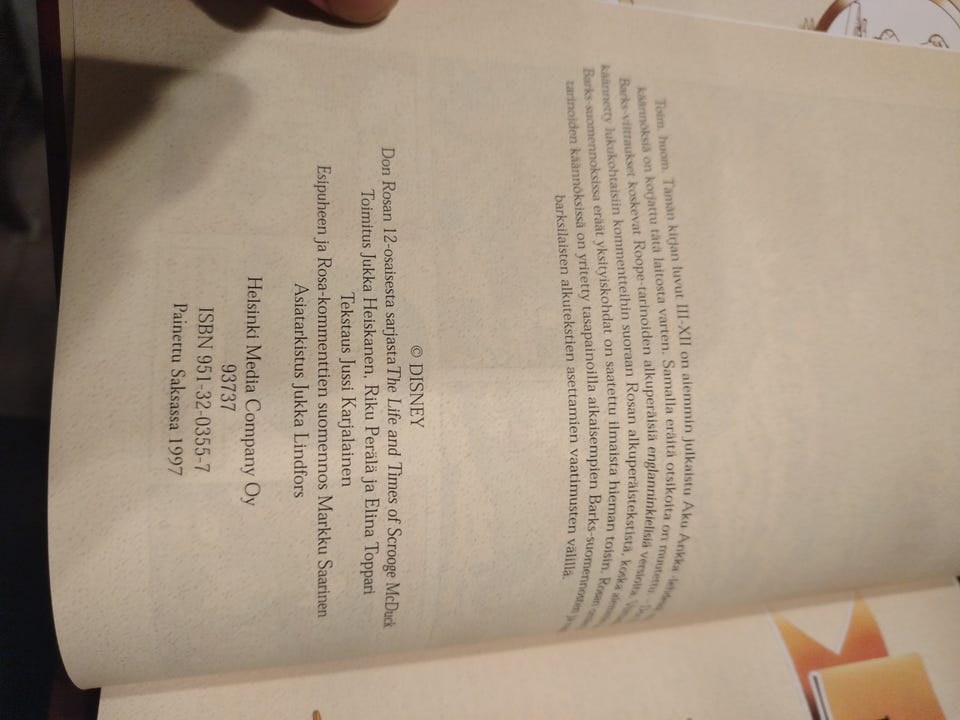 Toim. huom. Tämän kirjan luvut III-XII on aiemmin julkaistu Aku Ankka
käännöksiä on korjattu tätä laitosta varten. Samalla eräitä otsikoita on muutettu.
Barks-viittaukset koskevat Roope-tarinoiden alkuperäisiä englanninkielisiä versioita.
käännetty lukukohtaisiin kommentteihin suoraan Rosan alkuperäistekstistä, koska
Barks-suomennoksissa eräät yksityiskohdat on saatettu ilmaista hieman toisin. Rosan
tarinoiden käännöksissä on yritetty tasapainoilla aikaisempien Barks-suomennosten
barksilaisten alkutekstien asettamien vaatimusten välillä.
© DISNEY
Don Rosan 12-osaisesta sarjasta The Life and Times of Scrooge McDuck
Toimitus Jukka Heiskanen, Riku Perälä ja Elina Toppari
Tekstaus Jussi Karjalainen
Esipuheen ja Rosa-kommenttien suomennos Markku Saarinen
Asiatarkistus Jukka Lindfors
Helsinki Media Company Oy
93737
ISBN 951-32-0355-7
Painettu Saksassa 1997